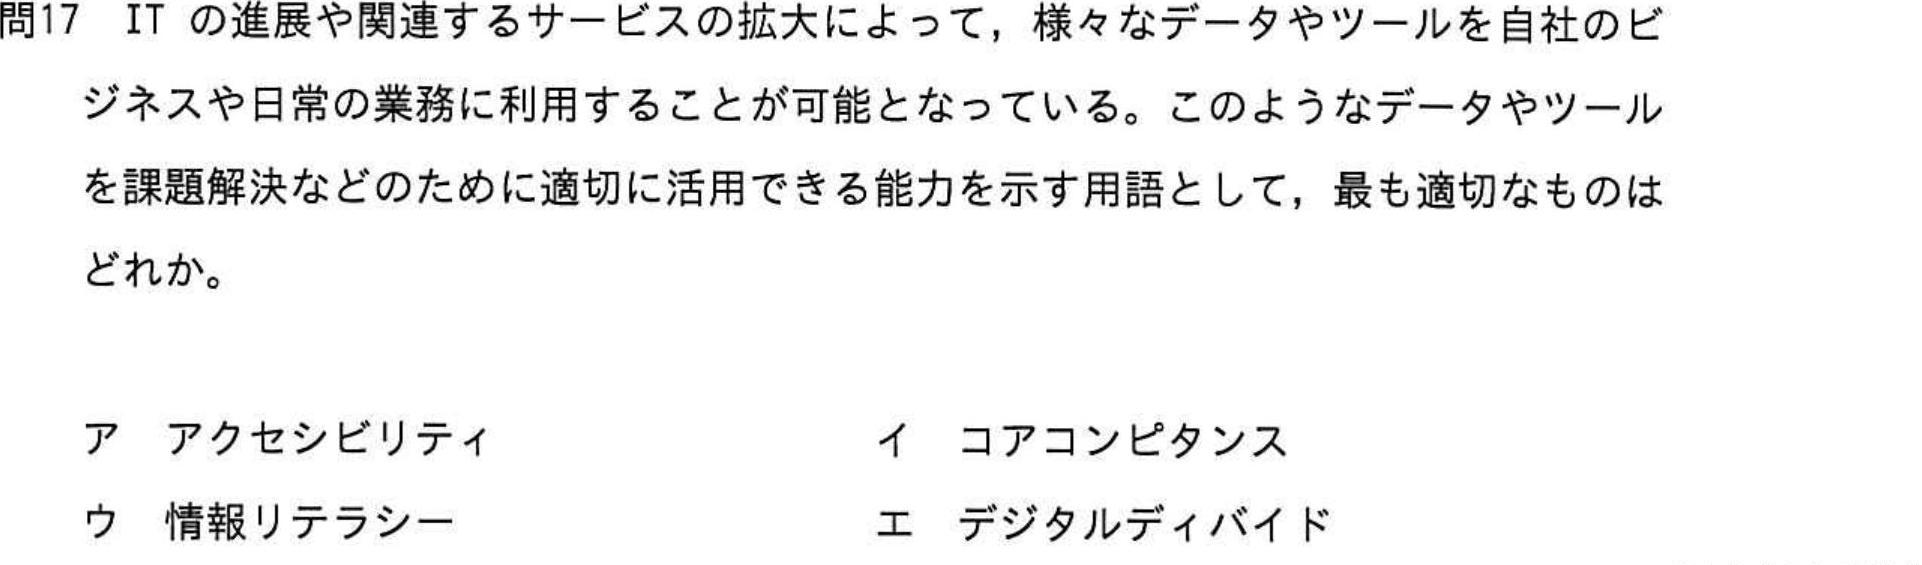 問17　IT の進展や関連するサービスの拡大によって，様々なデータやツールを自社のビ
ジネスや日常の業務に利用することが可能となっている。このようなデータやツール
を課題解決などのために適切に活用できる能力を示す用語として，最も適切なものは
どれか。
ア　アクセシビリティ　イ　コアコンピタンス
ウ　情報リテラシー　エ　デジタルディバイド